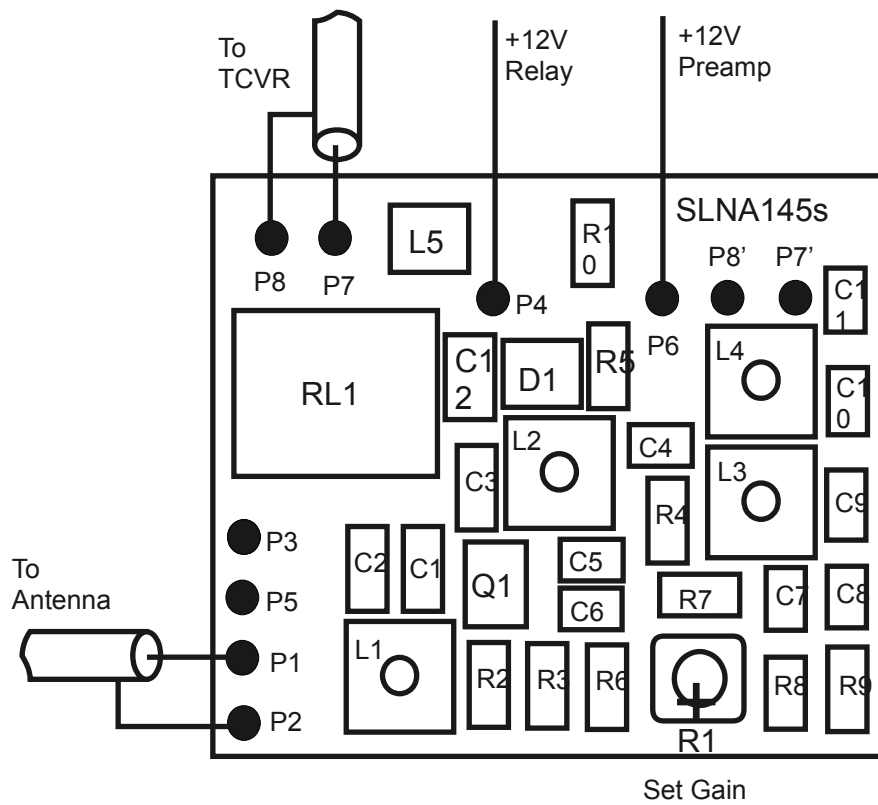 To
TCVR
+12V
Relay
+12V
Preamp
SLNA145s
P8
P7
L5
P4
R1
0
P6
P8’
P7’
C1
1
RL1
C1
2
D1
R5
L4
C1
0
L2
C3
C4
R4
L3
C9
P3
P5
P1
P2
To
Antenna
C2
C1
Q1
C5
C6
R7
C7
C8
L1
R2
R3
R6
R1
R8
R9
Set Gain